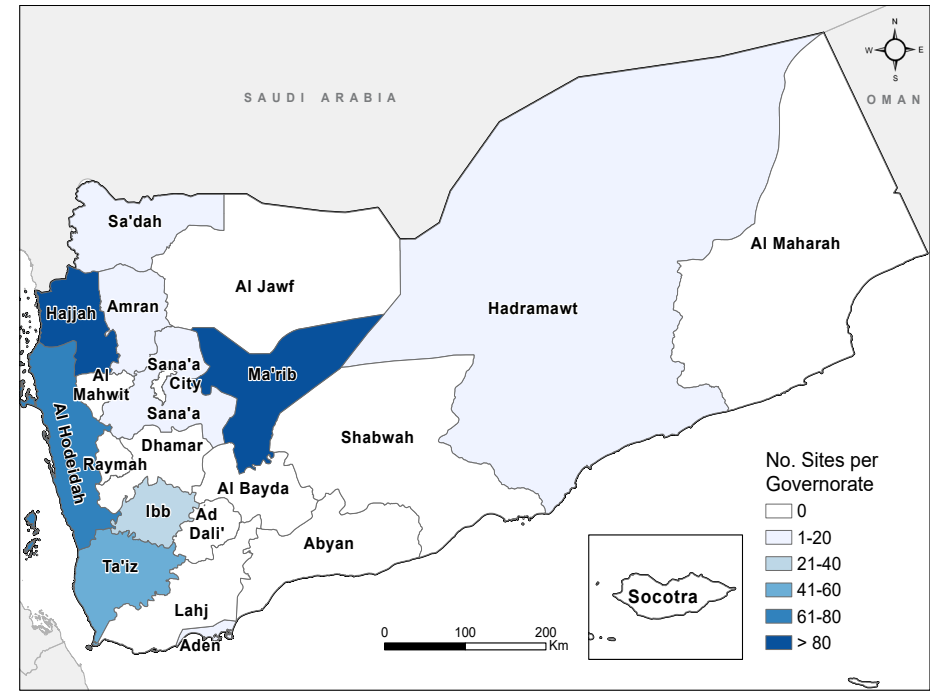 N
W E
S
SAUDI ARABIA
OMAN
Sa'dah
Al Maharah
Al Jawf
Hadramawt
Hajjah
Amran
Sana'a
City
Ma'rib
Al
Mahwit
Sana'a
Al Hodeidah
Dhamar
Shabwah
Raymah
Al Bayda
Ibb
Ad
Dali'
Abyan
Ta'iz
Lahj
Aden
Socotra
0 100 200
Km
No. Sites per
Governorate
0
1-20
21-40
41-60
61-80
> 80